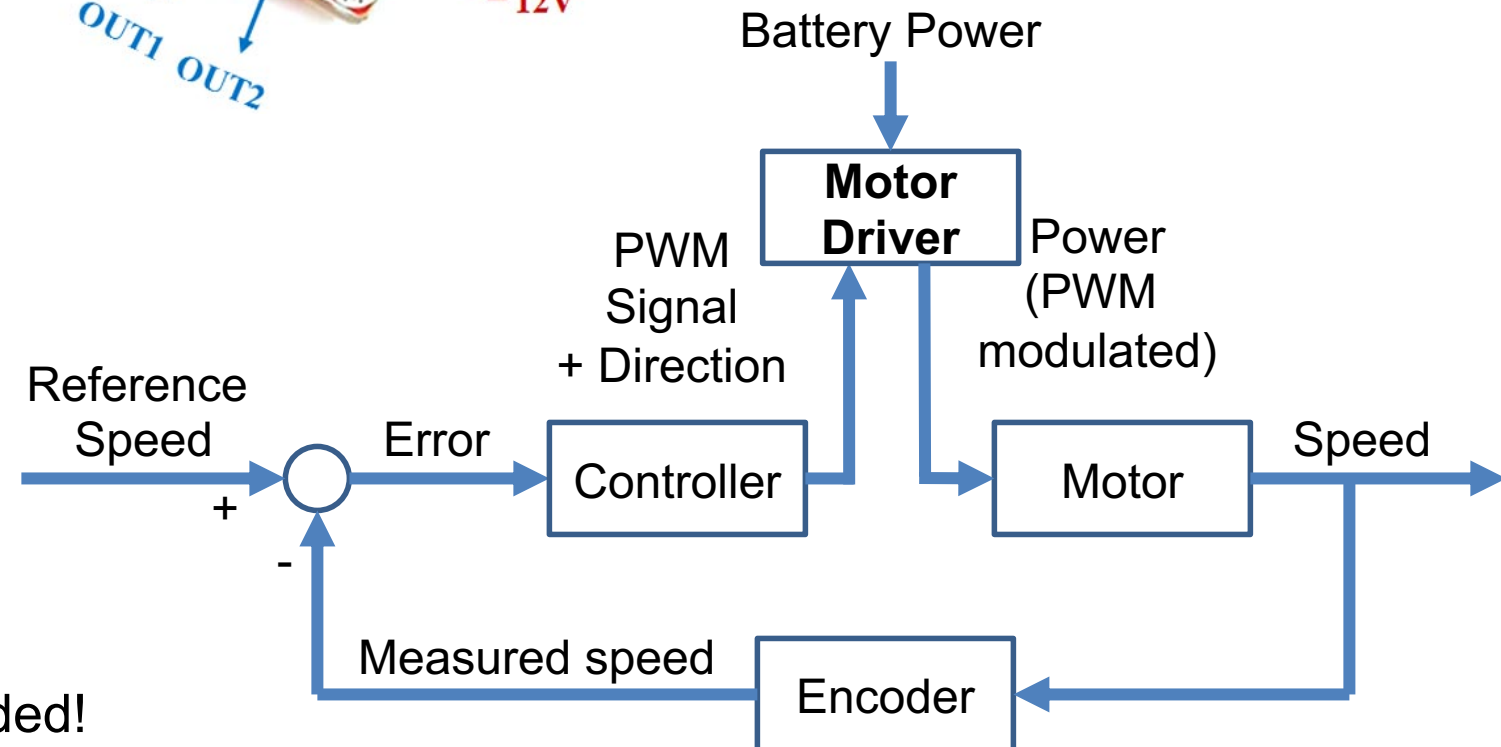 12V
OUT1 OUT2
Battery Power
Motor
Driver
PWM
Signal
+ Direction
Power
(PWM
modulated)
Reference
Speed
+
Error
Controller
Motor
Speed
-
Measured speed
Encoder
ded!